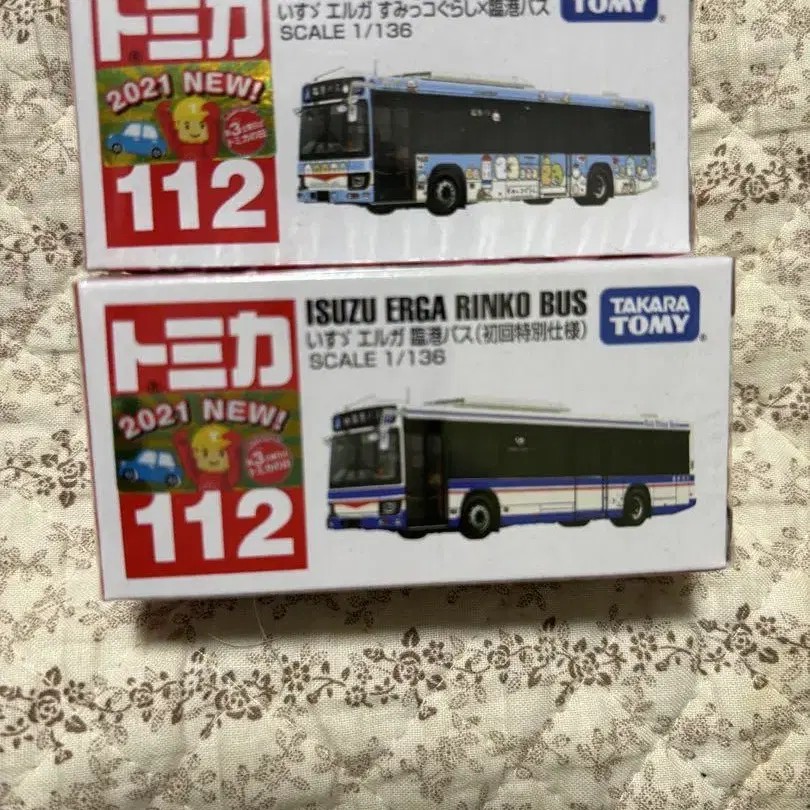 トミカ
いすゞ エルガ すみっコぐらし×臨港バス
SCALE 1/136
TOMY
2021 NEW!
112
トミカ
ISUZU ERGA RINKO BUS
いすゞ エルガ 臨港バス(初回特別仕様)
SCALE 1/136
TAKARA
TOMY
2021 NEW!
112